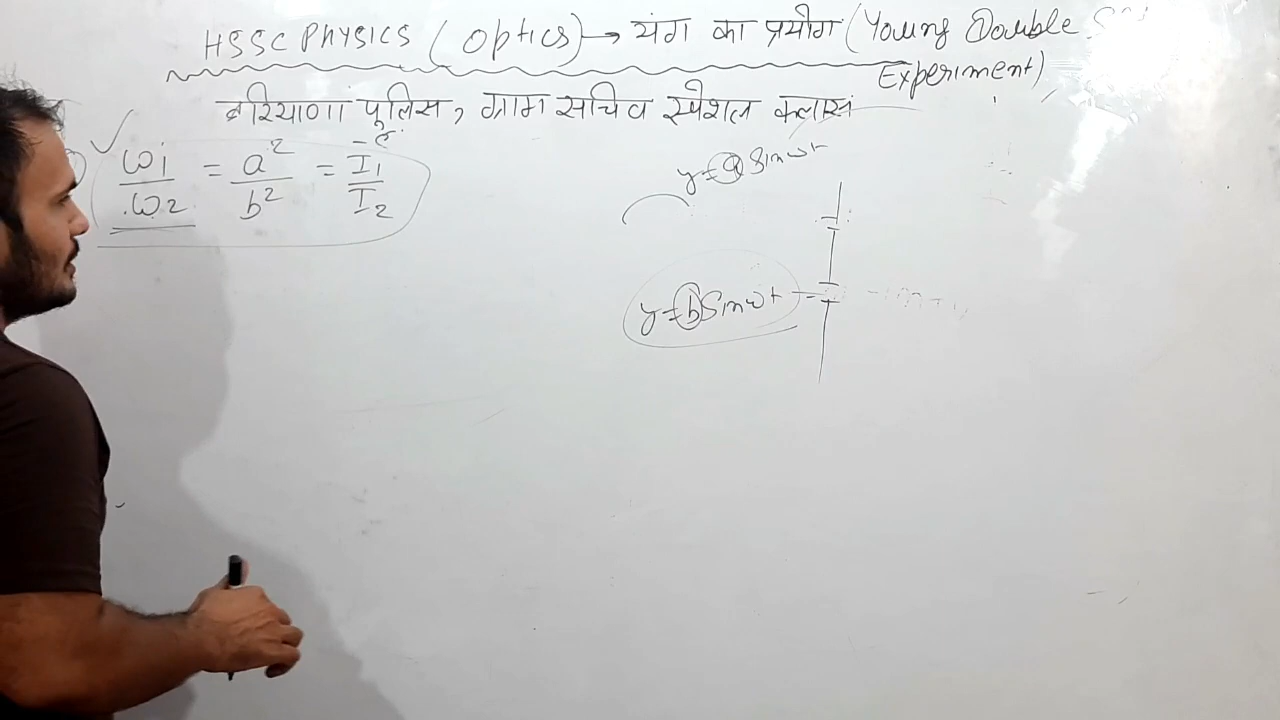 HSSC PHYSICS (Optics) → यंग का प्रयोग (Young Double
Experiment)
हरियाणा पुलिस, ग्राम सचिव स्पेशल क्लास
ω1/ω2 = a²/b² = I1/I2
y=a Sinωt
y=b Sinωt